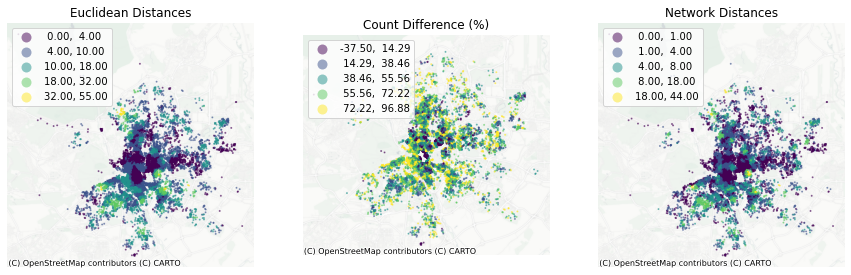 Euclidean Distances
0.00, 4.00
4.00, 10.00
10.00, 18.00
18.00, 32.00
32.00, 55.00
(C) OpenStreetMap contributors (C) CARTO
Count Difference (%)
-37.50, 14.29
14.29, 38.46
38.46, 55.56
55.56, 72.22
72.22, 96.88
(C) OpenStreetMap contributors (C) CARTO
Network Distances
0.00, 1.00
1.00, 4.00
4.00, 8.00
8.00, 18.00
18.00, 44.00
(C) OpenStreetMap contributors (C) CARTO